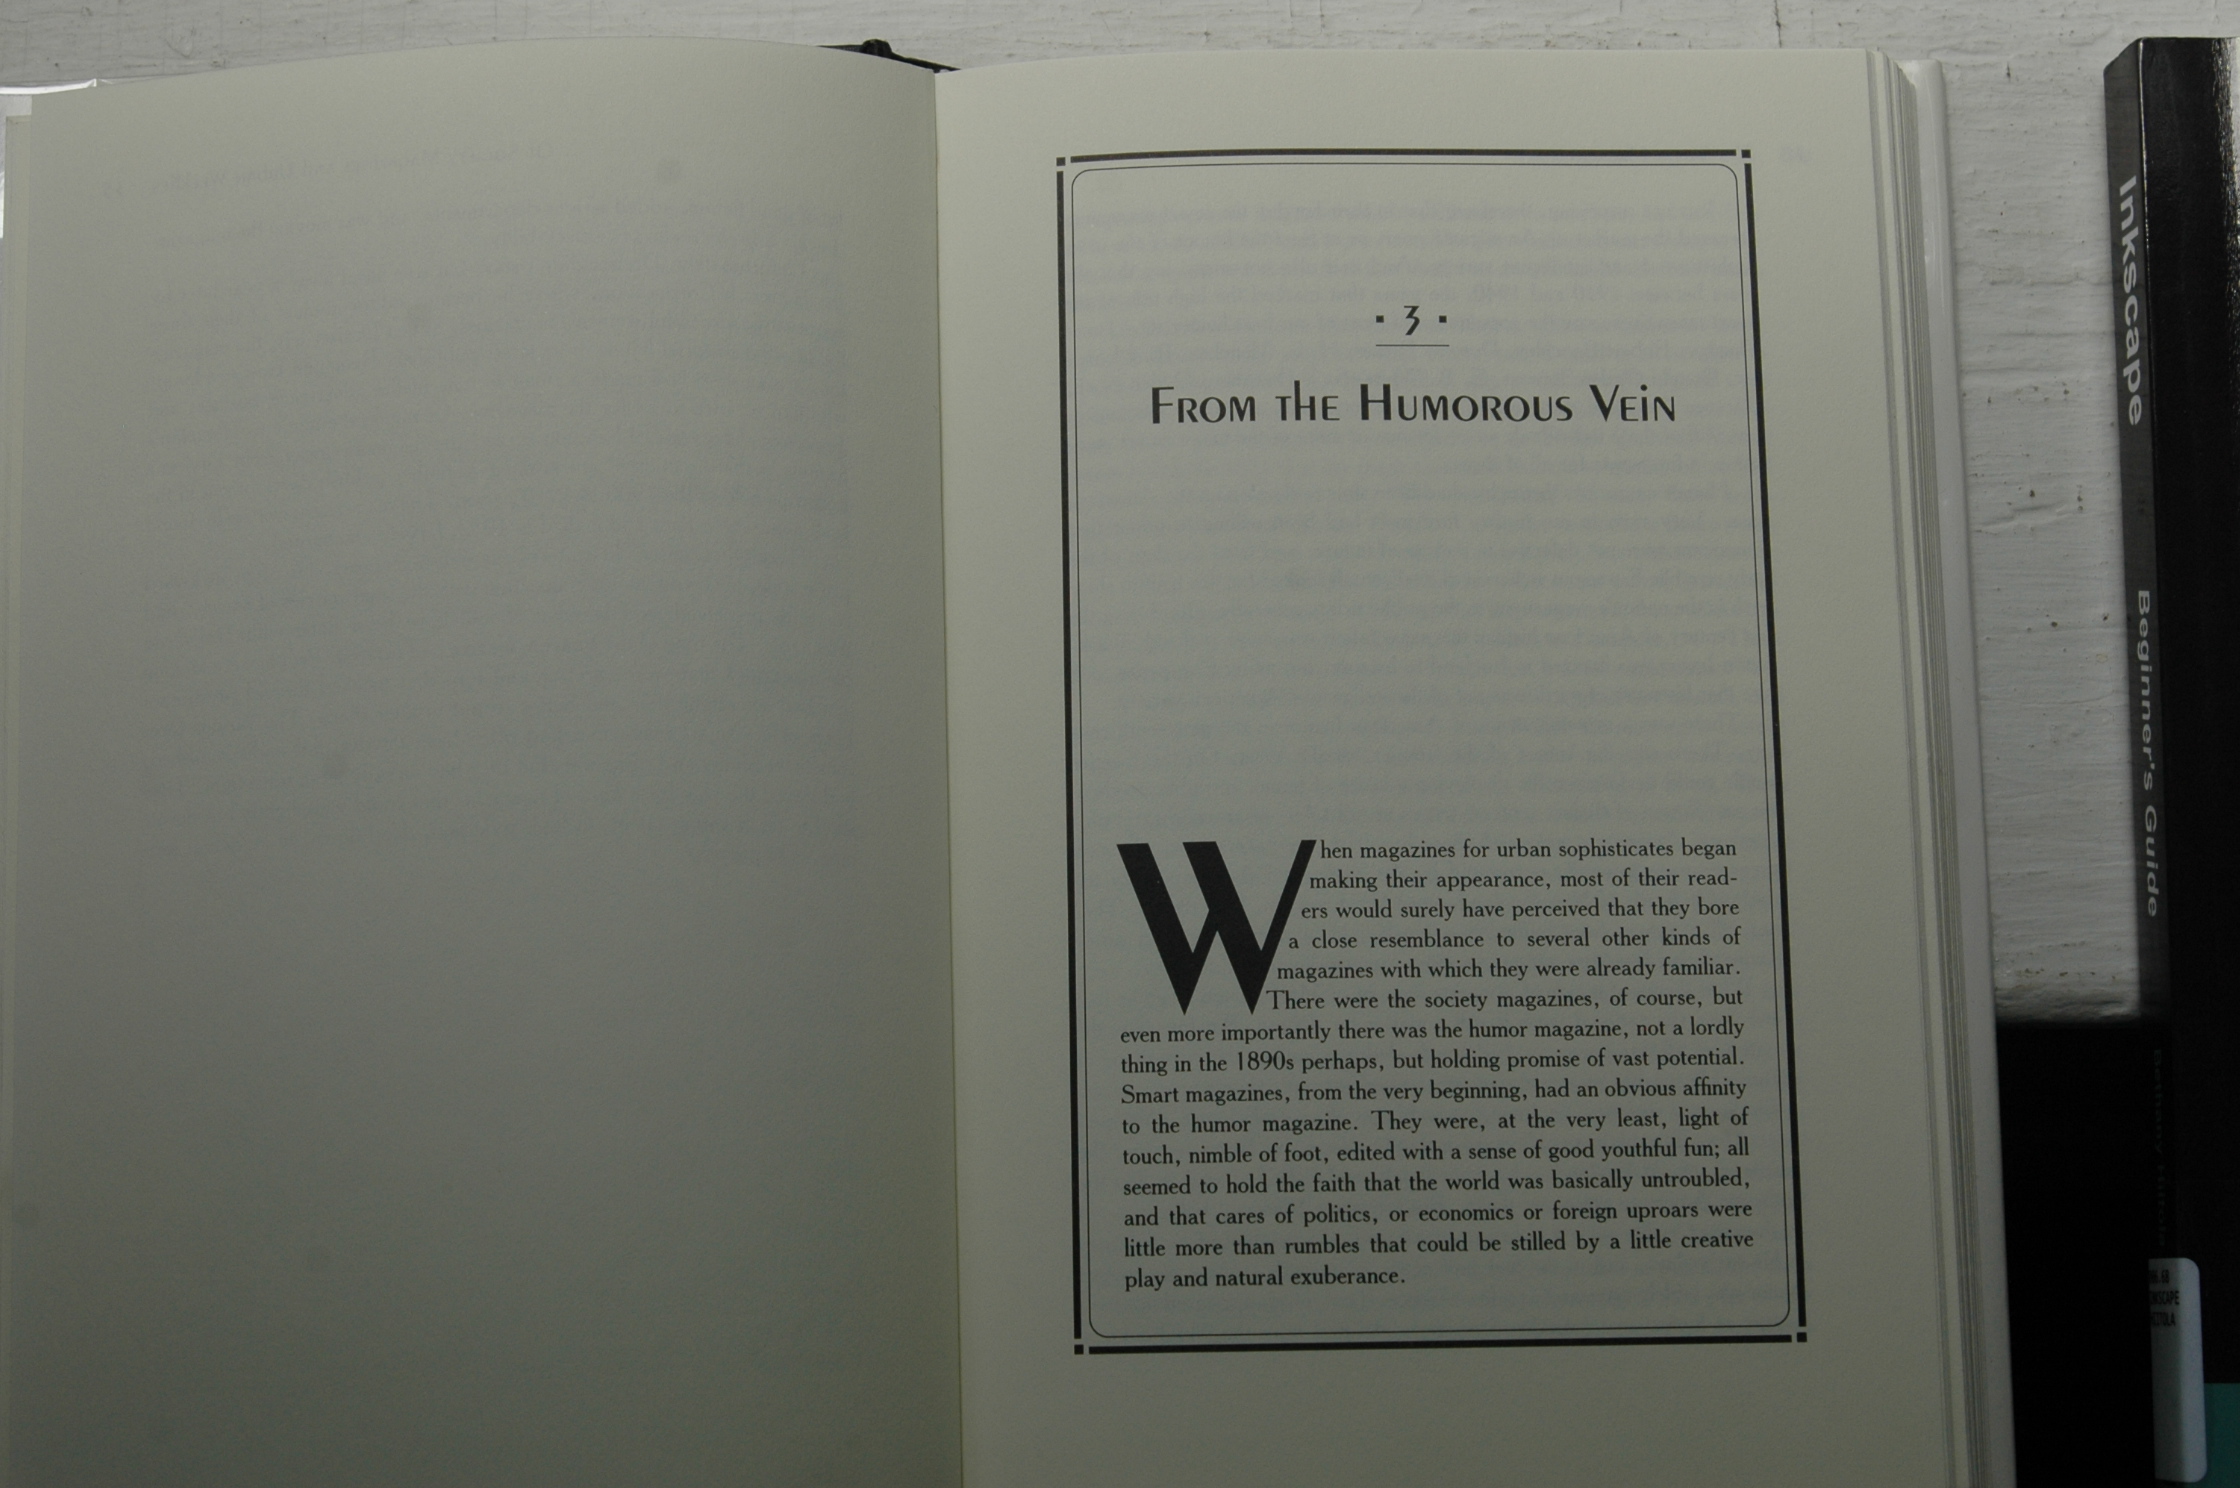 · 3 ·
From the Humorous Vein
When magazines for urban sophisticates began
making their appearance, most of their read-
ers would surely have perceived that they bore
a close resemblance to several other kinds of
magazines with which they were already familiar.
There were the society magazines, of course, but
even more importantly there was the humor magazine, not a lordly
thing in the 1890s perhaps, but holding promise of vast potential.
Smart magazines, from the very beginning, had an obvious affinity
to the humor magazine. They were, at the very least, light of
touch, nimble of foot, edited with a sense of good youthful fun; all
seemed to hold the faith that the world was basically untroubled,
and that cares of politics, or economics or foreign uproars were
little more than rumbles that could be stilled by a little creative
play and natural exuberance.
Inkscape
Beginner's Guide